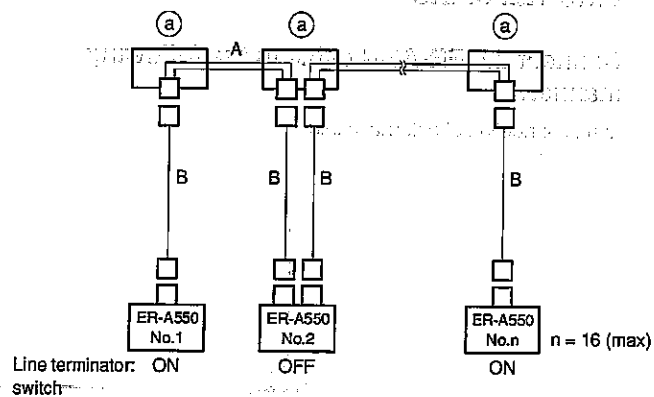 a a a
A
B B B B
ER-A550 ER-A550 ER-A550
No.1 No.2 No.n n = 16 (max)
Line terminator: ON OFF ON
switch